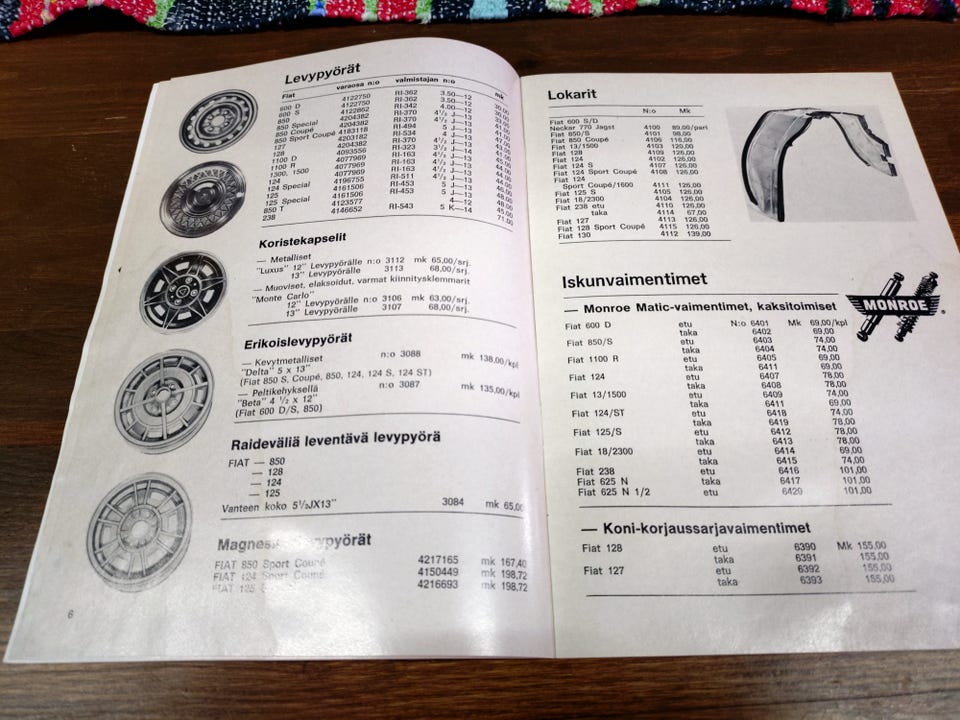 Levypyörät
Fiat varaosa n:o valmistajan n:o mk
600 D 4122750 RI-362 3.50—12
600 S 4122750 RI-362 3.50—12
850 4122862 RI-342 4.00—12
850 Special 4204382 RI-370 4½ J—13
850 Coupé 4204382 RI-370 4½ J—13
850 Sport Coupé 4183118 RI-494 5 J—13
127 4204382 RI-534 4 J—13
128 4203182 RI-370 4½ J—13
1100 D 4093556 RI-323
1100 R 4077969 RI-163
1300, 1500 4077969 RI-163
124 4077969
124 Special 4196755 RI-511
125 4161506 RI-453 5 J—13
125 Special 4161506 RI-453 5 J—13
850 T 4123577 4—12
238 4146652 RI-543 5 K—14 71,00
Koristekapselit
— Metalliset
"Luxus" 12" Levypyörälle n:o 3112 mk 65,00/srj.
13" Levypyörälle 3113 68,00/srj.
— Muoviset, elaksoidut, varmat kiinnitysklemmarit
"Monte Carlo"
12" Levypyörälle n:o 3106 mk 63,00/srj.
13" Levypyörälle 3107 68,00/srj.
Erikoislevypyörät
— Kevytmetalliset n:o 3088 mk 138,00/kpl
"Delta" 5 x 13"
(Fiat 850 S, Coupé, 850, 124, 124 S, 124 ST)
— Peltikehyksellä n:o 3087 mk 135,00/kpl
"Beta" 4 ½ x 12"
(Fiat 600 D/S, 850)
Raideväliä leventävä levypyörä
FIAT — 850
— 128
— 124
— 125
Vanteen koko 5½JX13" 3084 mk 65,00
FIAT 850 Sport Coupé 4217165 mk 167,40
FIAT 124 Sport Coupé 4150449 mk 198,72
FIAT 125 4216693 mk 198,72
6
Lokarit
N:o Mk
Fiat 600 S/D
Neckar 770 Jagst 4100 89,00/pari
Fiat 850/S 4101 98,00
Fiat 850 Coupé 4106 116,00
Fiat 13/1500 4103 120,00
Fiat 128 4109 126,00
Fiat 124 4102 126,00
Fiat 124 S 4107 126,00
Fiat 124 Sport Coupé 4108 126,00
Fiat 124
Sport Coupé/1600 4111 126,00
Fiat 125 S 4105 126,00
Fiat 18/2300 4104 126,00
Fiat 238 etu 4110 126,00
taka 4114 67,00
Fiat 127 4113 126,00
Fiat 128 Sport Coupé 4115 126,00
Fiat 130 4112 139,00
Iskunvaimentimet
— Monroe Matic-vaimentimet, kaksitoimiset
MONROE
Fiat 600 D etu N:o 6401 Mk 69,00/kpl
taka 6402 69,00
Fiat 850/S etu 6403 74,00
taka 6404 74,00
Fiat 1100 R etu 6405 69,00
taka 6411 69,00
Fiat 124 etu 6407 78,00
taka 6408 78,00
Fiat 13/1500 etu 6409 74,00
taka 6411 69,00
Fiat 124/ST etu 6418 74,00
taka 6419 78,00
Fiat 125/S etu 6412 78,00
taka 6413 78,00
Fiat 18/2300 etu 6414 69,00
taka 6415 74,00
Fiat 238 etu 6416 101,00
Fiat 625 N taka 6417 101,00
Fiat 625 N 1/2 etu 6420 101,00
— Koni-korjaussarjavaimentimet
Fiat 128 etu 6390 Mk 155,00
taka 6391 155,00
Fiat 127 etu 6392 155,00
taka 6393 155,00